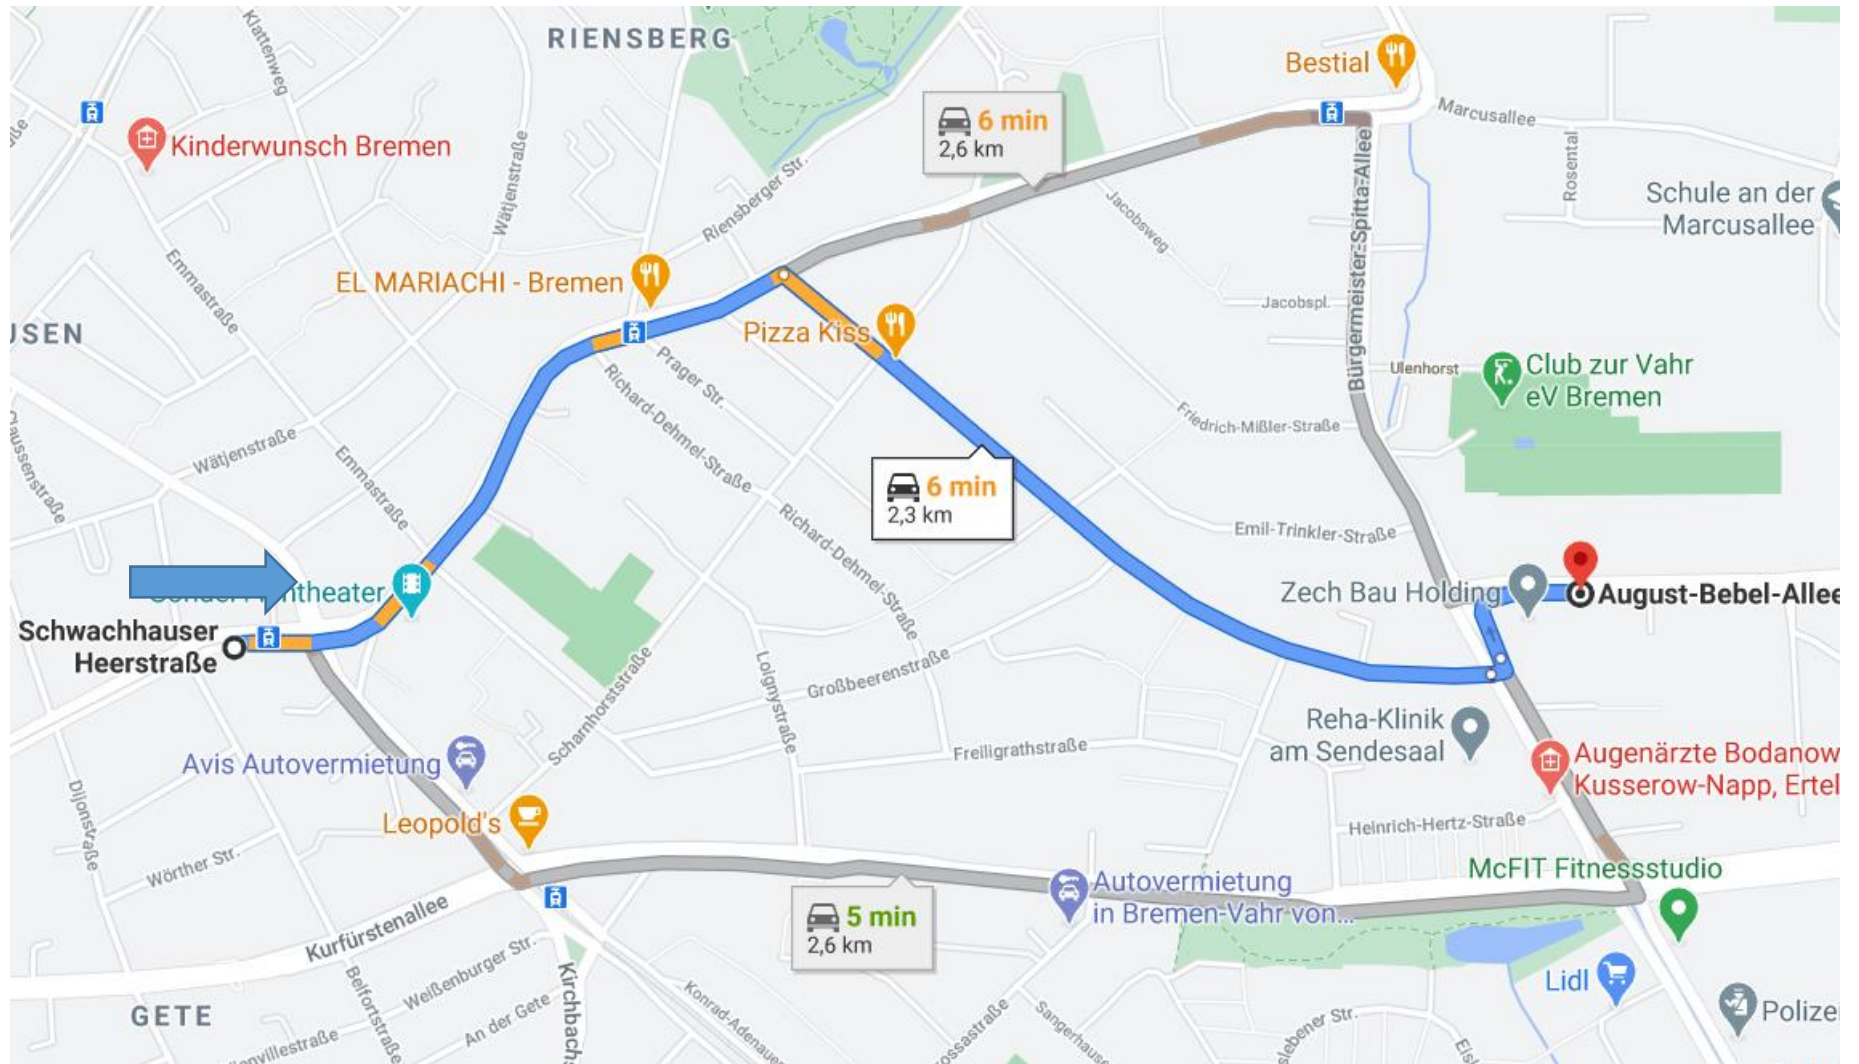 RIENSBERG
Klattenweg
Bestial
6 min
2,6 km
Marcusallee
Kinderwunsch Bremen
Wätjenstraße
Riensberger Str.
Rosental
Jacobsweg
Schule an der
Marcusallee
Bürgermeister-Spitta-Allee
Emmastraße
EL MARIACHI - Bremen
Jacobspl.
USEN
Pizza Kiss
Prager Str.
Ulenhorst
Club zur Vahr
eV Bremen
Richard-Dehmel-Straße
Friedrich-Mißler-Straße
Wätjenstraße
Emmastraße
6 min
2,3 km
Richard-Dehmel-Straße
Emil-Trinkler-Straße
theater
Zech Bau Holding
August-Bebel-Allee
Schwachhauser
Heerstraße
Großbeerenstraße
Loignystraße
Scharnhorststraße
Reha-Klinik
am Sendesaal
Freiligrathstraße
Avis Autovermietung
Augenärzte Bodanow
Kusserow-Napp, Ertel
Dijonstraße
Leopold's
Heinrich-Hertz-Straße
Wörther Str.
McFIT Fitnessstudio
Autovermietung
in Bremen-Vahr von...
5 min
2,6 km
Kurfürstenallee
Weißenburger Str.
Belfortstraße
Kirchbachs
An der Gete
Konrad-Adenauer
GETE
Lidl
Polize
Sangerhause